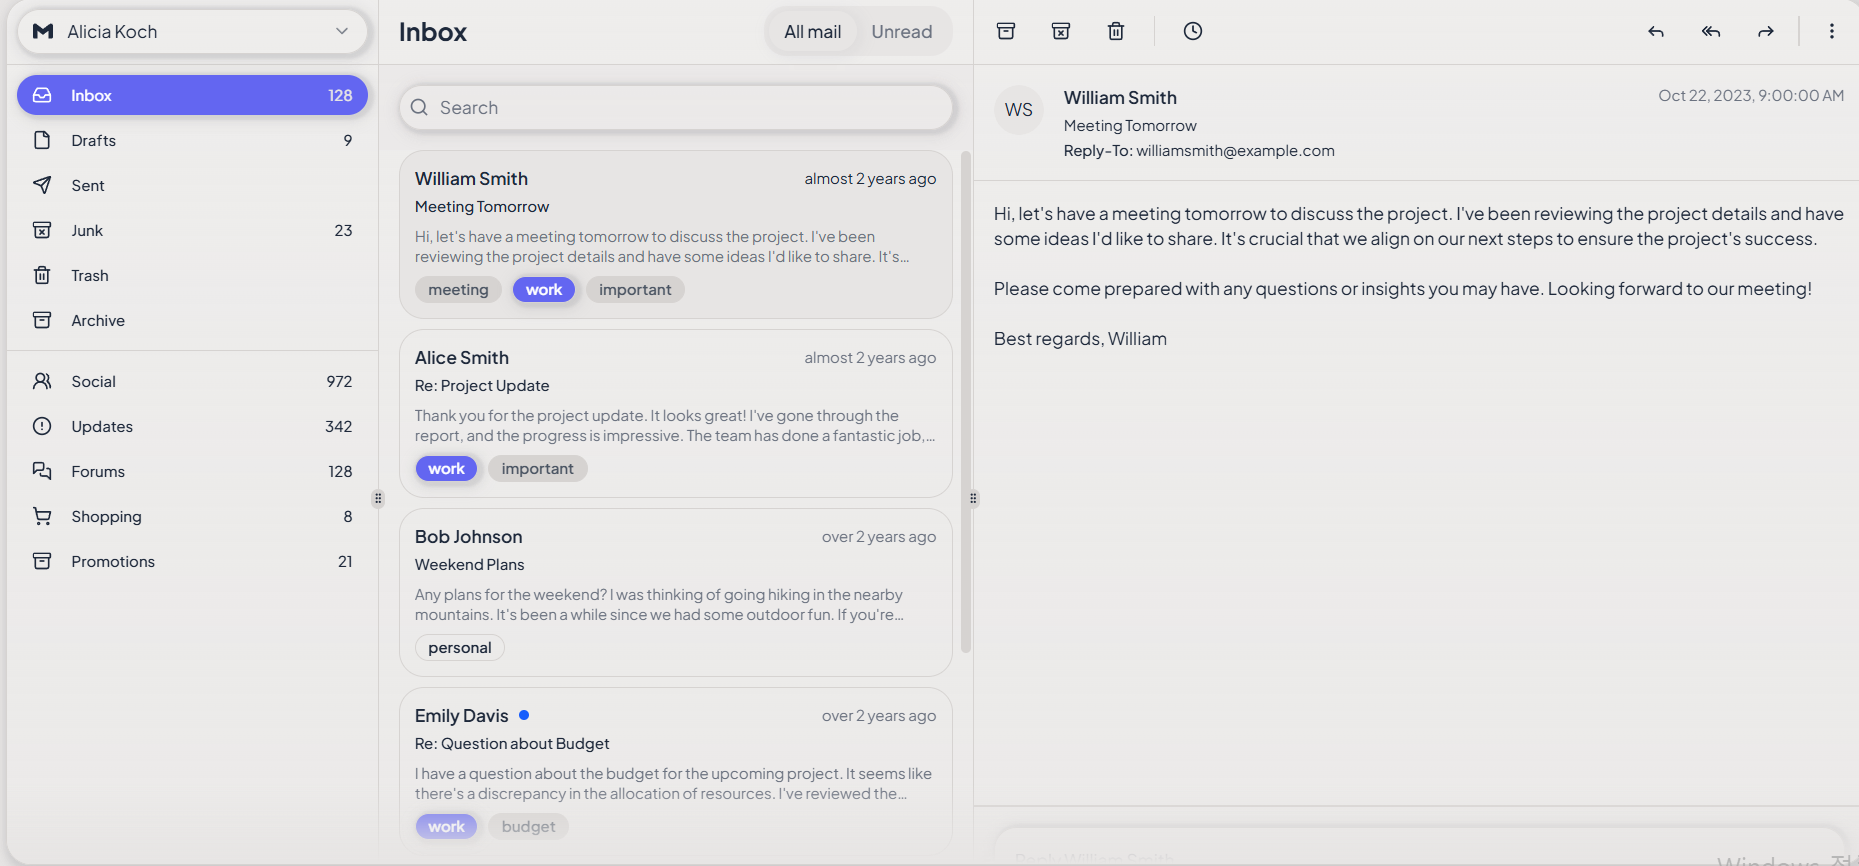 Alicia Koch
Inbox 128
Drafts 9
Sent
Junk 23
Trash
Archive
Social 972
Updates 342
Forums 128
Shopping 8
Promotions 21
Inbox
All mail Unread
Search
William Smith almost 2 years ago
Meeting Tomorrow
Hi, let's have a meeting tomorrow to discuss the project. I've been
reviewing the project details and have some ideas I'd like to share. It's...
meeting work important
Alice Smith almost 2 years ago
Re: Project Update
Thank you for the project update. It looks great! I've gone through the
report, and the progress is impressive. The team has done a fantastic job,...
work important
Bob Johnson over 2 years ago
Weekend Plans
Any plans for the weekend? I was thinking of going hiking in the nearby
mountains. It's been a while since we had some outdoor fun. If you're...
personal
Emily Davis over 2 years ago
Re: Question about Budget
I have a question about the budget for the upcoming project. It seems like
there's a discrepancy in the allocation of resources. I've reviewed the...
work budget
WS
William Smith Oct 22, 2023, 9:00:00 AM
Meeting Tomorrow
Reply-To: williamsmith@example.com
Hi, let's have a meeting tomorrow to discuss the project. I've been reviewing the project details and have
some ideas I'd like to share. It's crucial that we align on our next steps to ensure the project's success.
Please come prepared with any questions or insights you may have. Looking forward to our meeting!
Best regards, William
Reply William Smith...
Windows